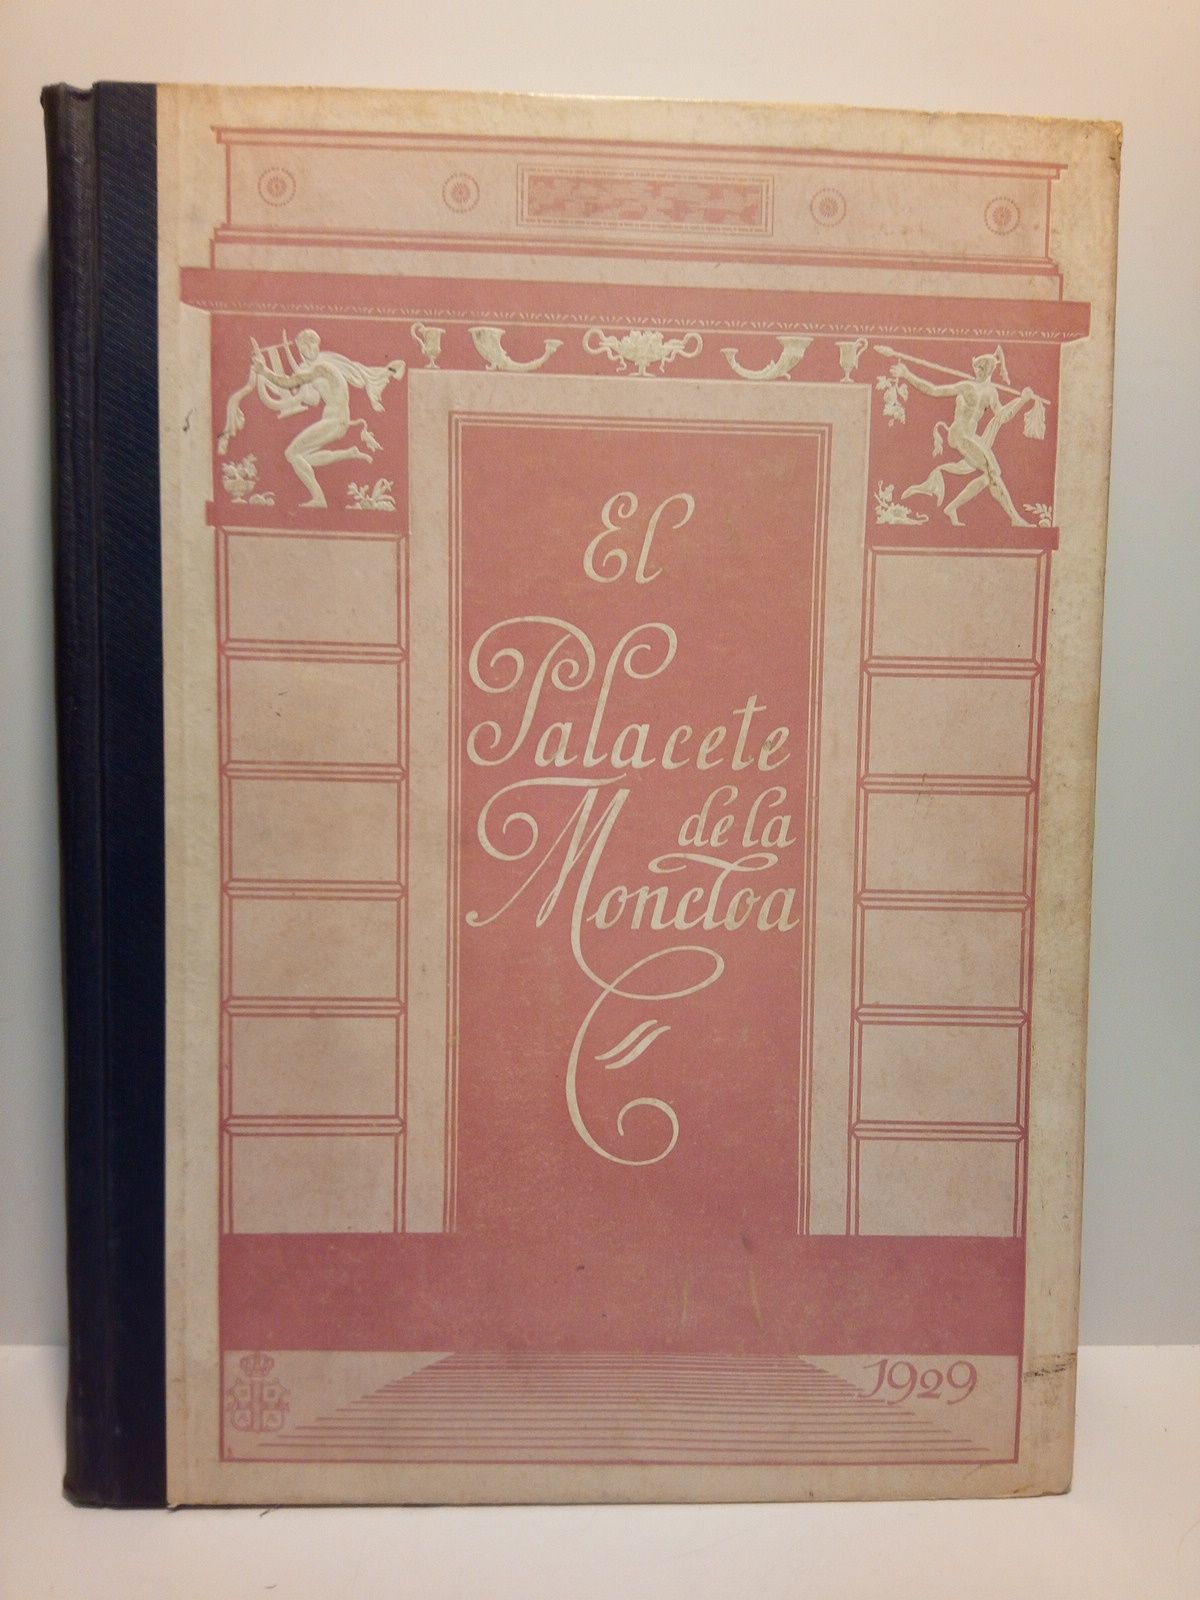 El
Palacete
de la
Moncloa
1929